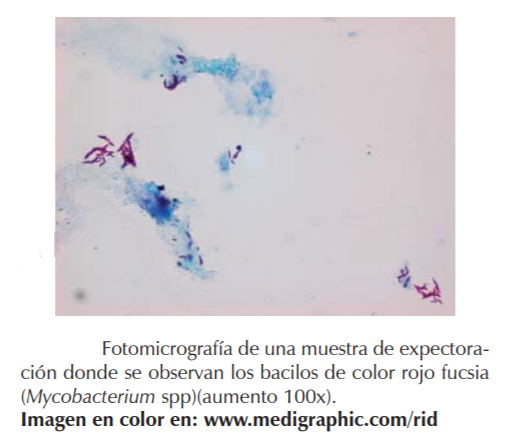 Fotomicrografía de una muestra de expectora-
ción donde se observan los bacilos de color rojo fucsia
(Mycobacterium spp)(aumento 100x).
Imagen en color en: www.medigraphic.com/rid